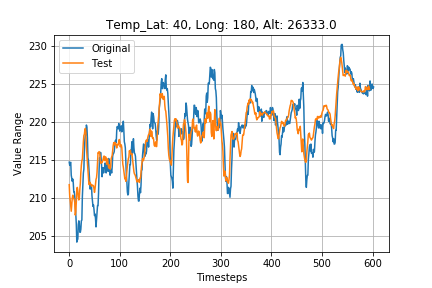 Temp_Lat: 40, Long: 180, Alt: 26333.0
Original
Test
Value Range
230
225
220
215
210
205
0 100 200 300 400 500 600
Timesteps